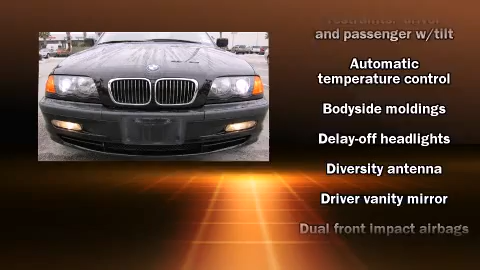 and passenger w/tilt
Automatic
temperature control
Bodyside moldings
Delay-off headlights
Diversity antenna
Driver vanity mirror
Dual front impact airbags